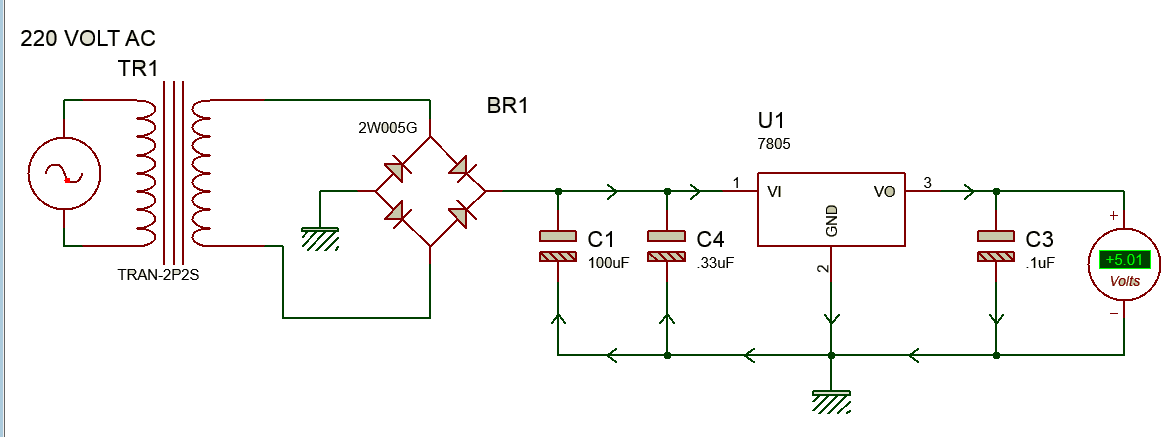 220 VOLT AC
TR1
TRAN-2P2S
2W005G
BR1
C1
100uF
C4
.33uF
U1
7805
1
VI
VO
3
GND
2
C3
.1uF
+
+5.01
Volts
−